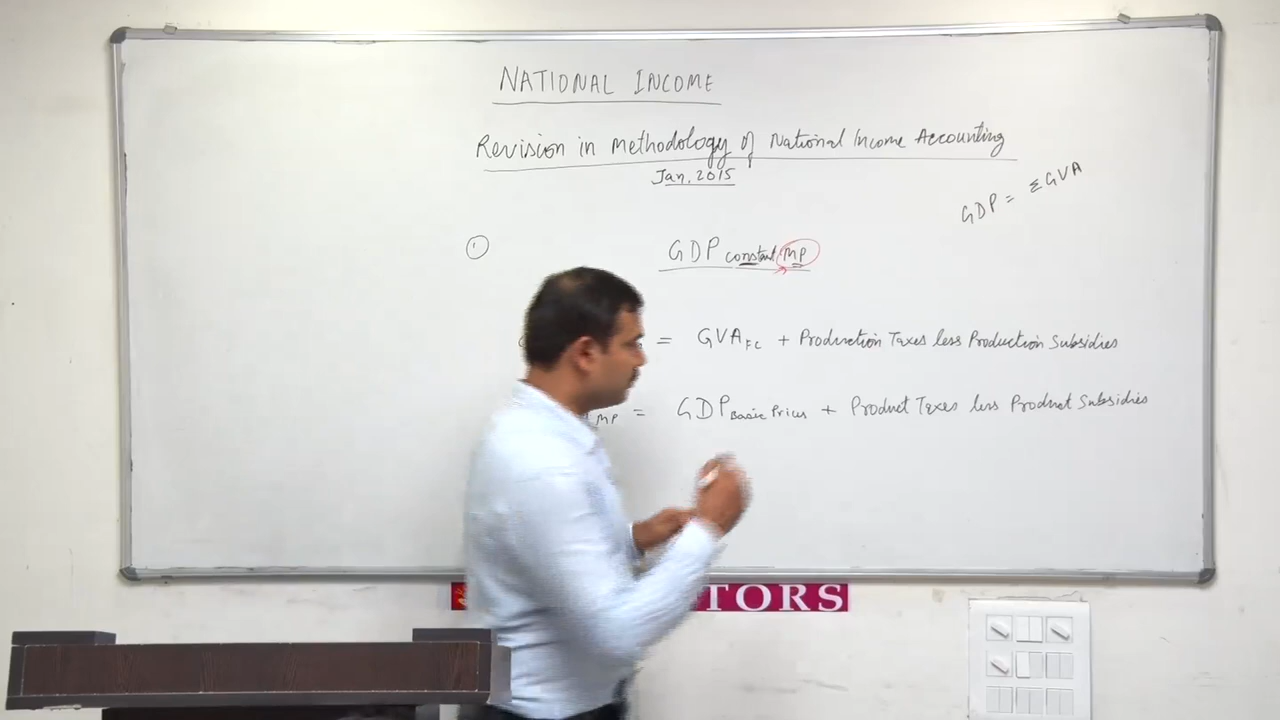 NATIONAL INCOME
Revision in Methodology of National Income Accounting
Jan, 2015
GDP = ΣGVA
① GDP constant MP
= GVA FC + Production Taxes less Production Subsidies
MP = GDP Basic Prices + Product Taxes less Product Subsidies
TORS